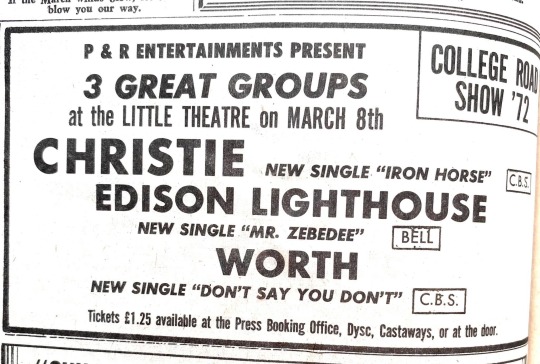 blow you our way.
P & R ENTERTAINMENTS PRESENT
COLLEGE ROAD
SHOW '72
3 GREAT GROUPS
at the LITTLE THEATRE on MARCH 8th
CHRISTIE NEW SINGLE "IRON HORSE" C.B.S.
EDISON LIGHTHOUSE
NEW SINGLE "MR. ZEBEDEE" BELL
WORTH
NEW SINGLE "DON'T SAY YOU DON'T" C.B.S.
Tickets £1.25 available at the Press Booking Office, Dysc, Castaways, or at the door.